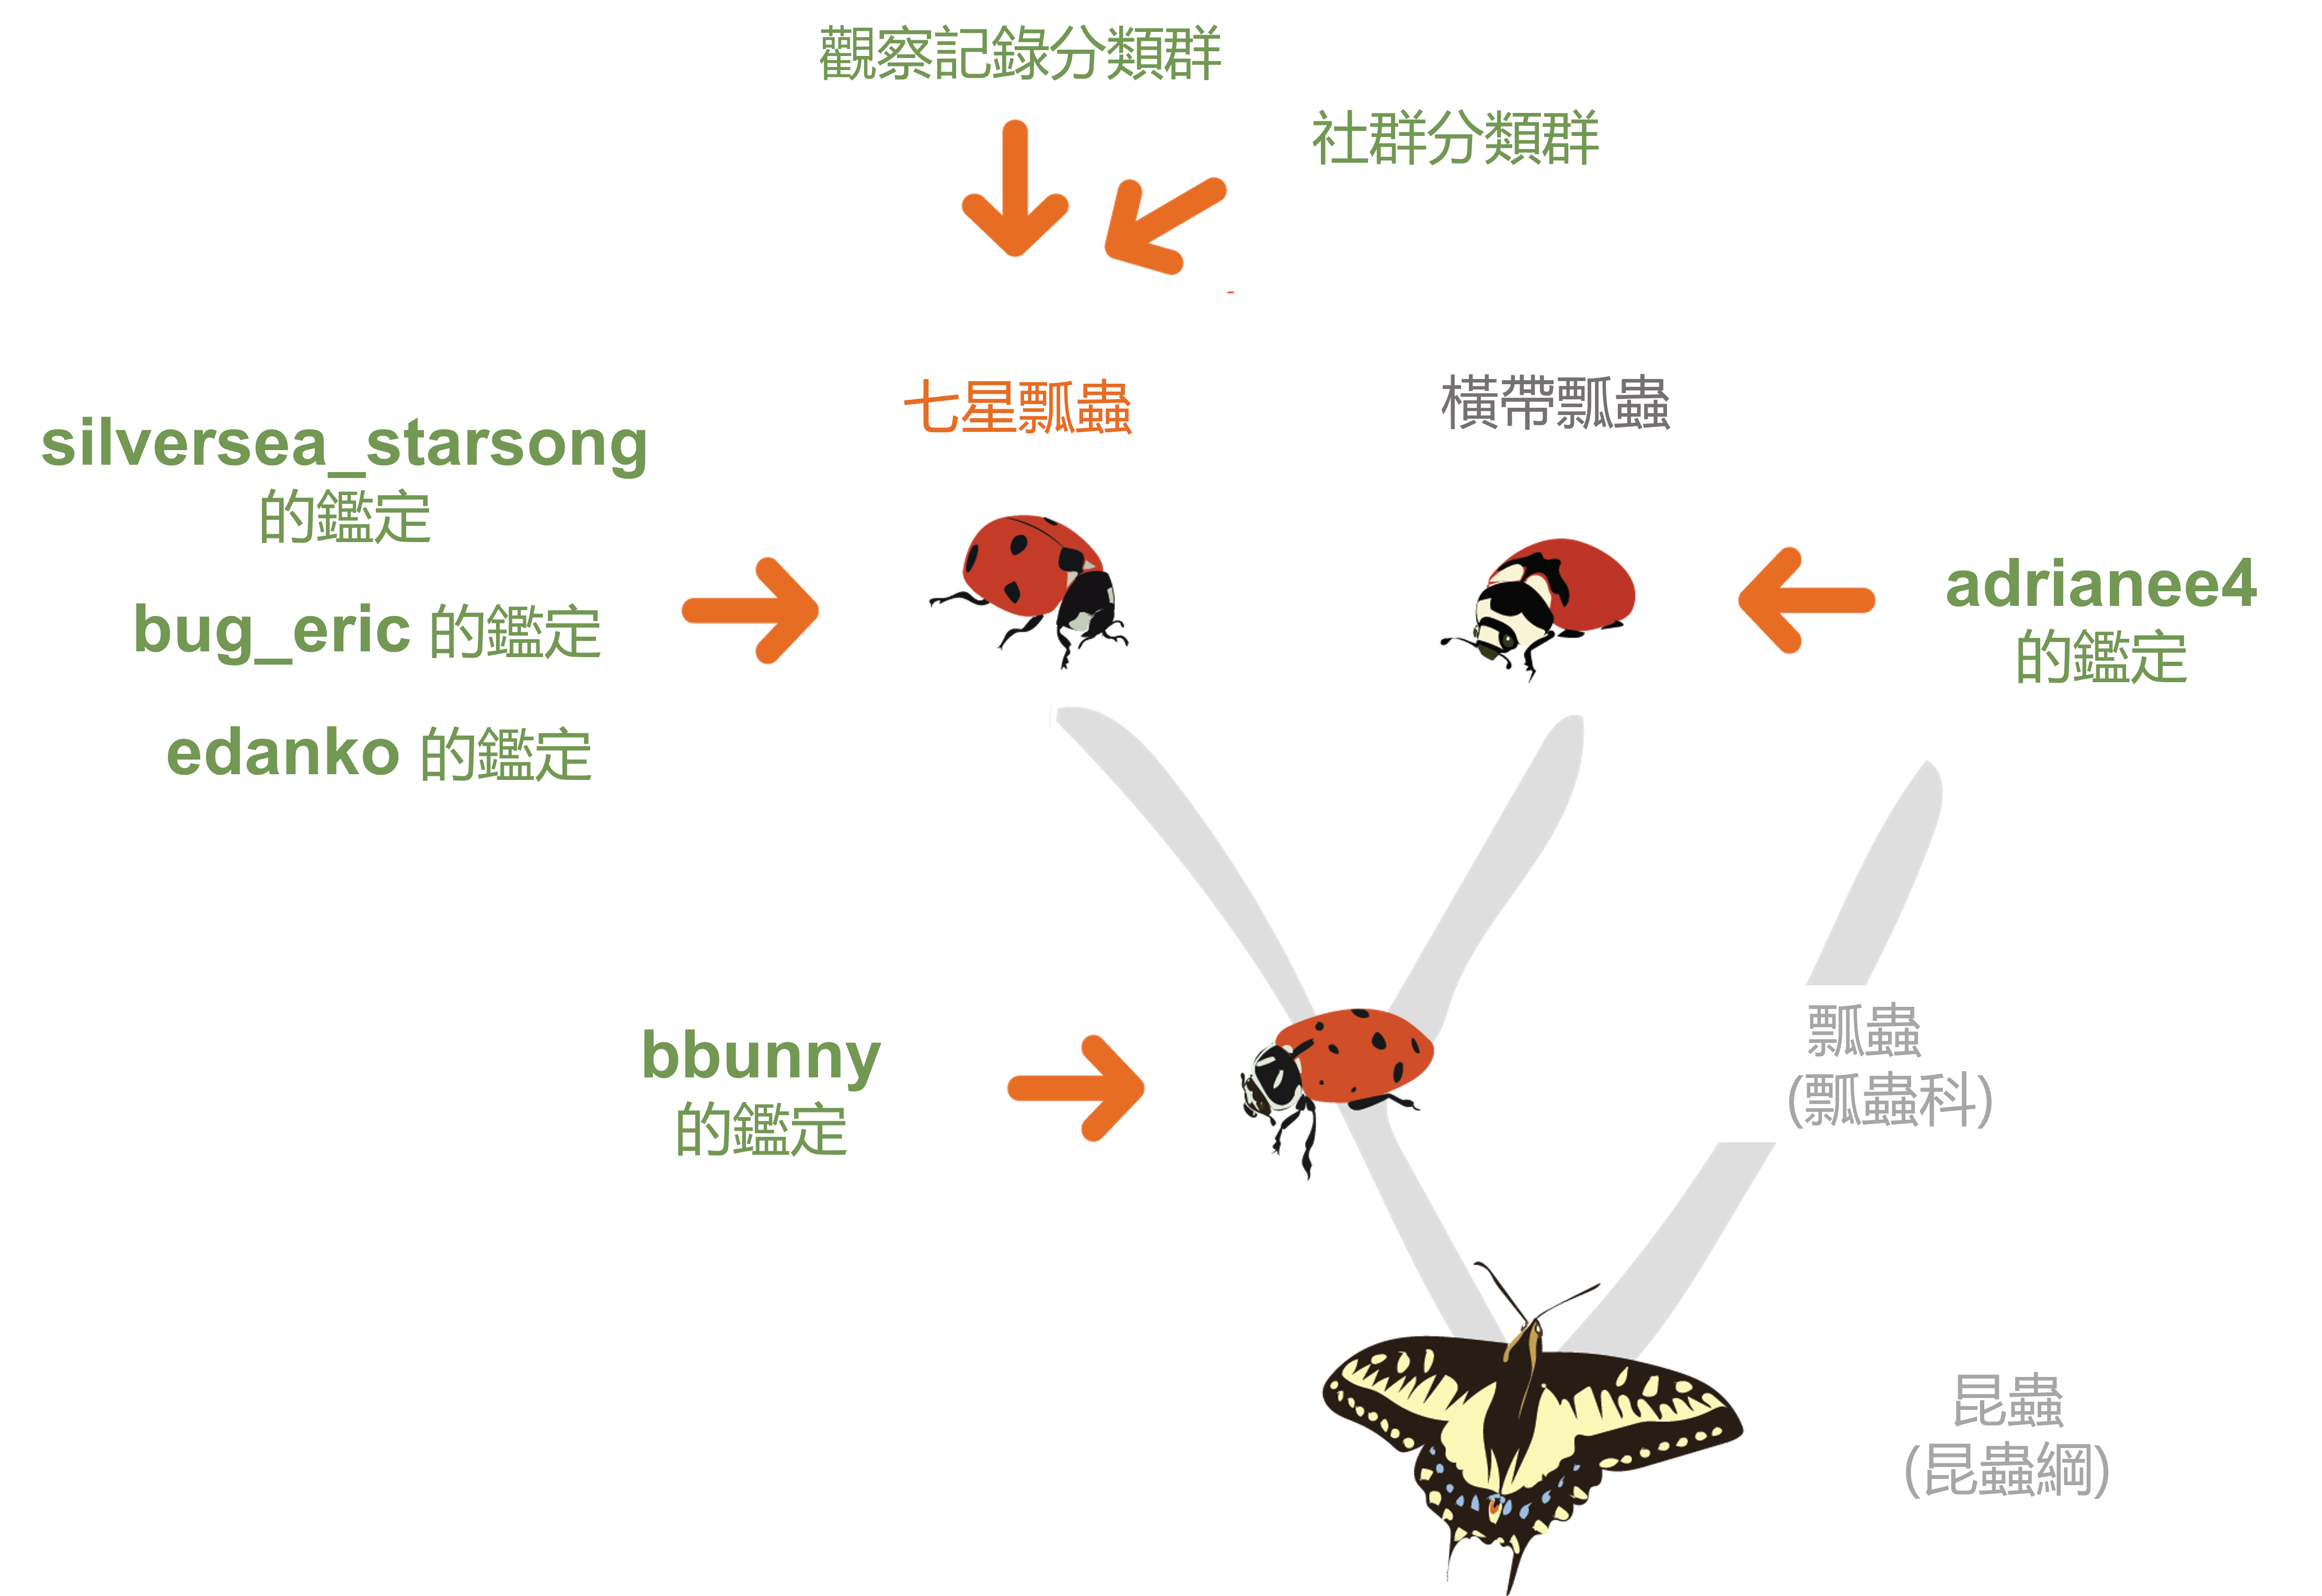 觀察記錄分類群
社群分類群
七星瓢蟲
橫帶瓢蟲
silversea_starsong
的鑑定
bug_eric 的鑑定
edanko 的鑑定
adrianee4
的鑑定
bbunny
的鑑定
瓢蟲
(瓢蟲科)
昆蟲
(昆蟲綱)